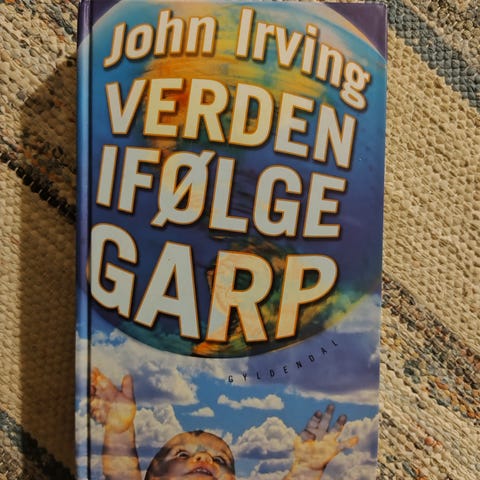 John Irving
VERDEN
IFØLGE
GARP
GYLDENDAL